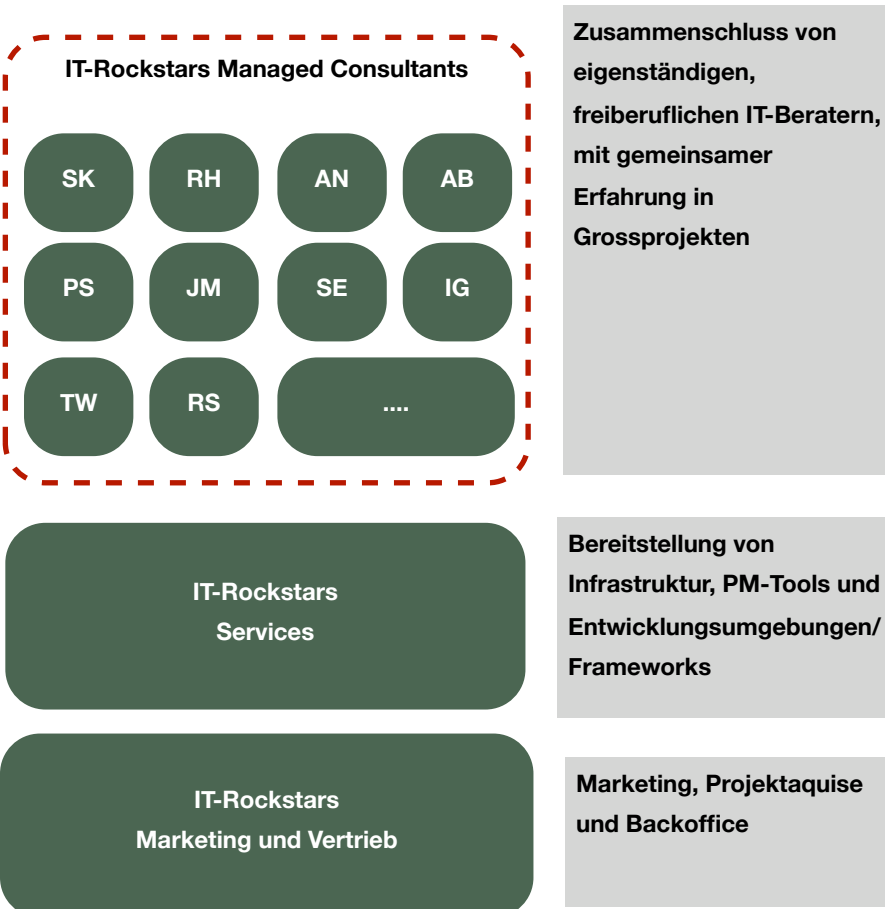 IT-Rockstars Managed Consultants
SK
RH
AN
AB
PS
JM
SE
IG
TW
RS
....
Zusammenschluss von
eigenständigen,
freiberuflichen IT-Beratern,
mit gemeinsamer
Erfahrung in
Grossprojekten
IT-Rockstars
Services
Bereitstellung von
Infrastruktur, PM-Tools und
Entwicklungsumgebungen/
Frameworks
IT-Rockstars
Marketing und Vertrieb
Marketing, Projektaquise
und Backoffice